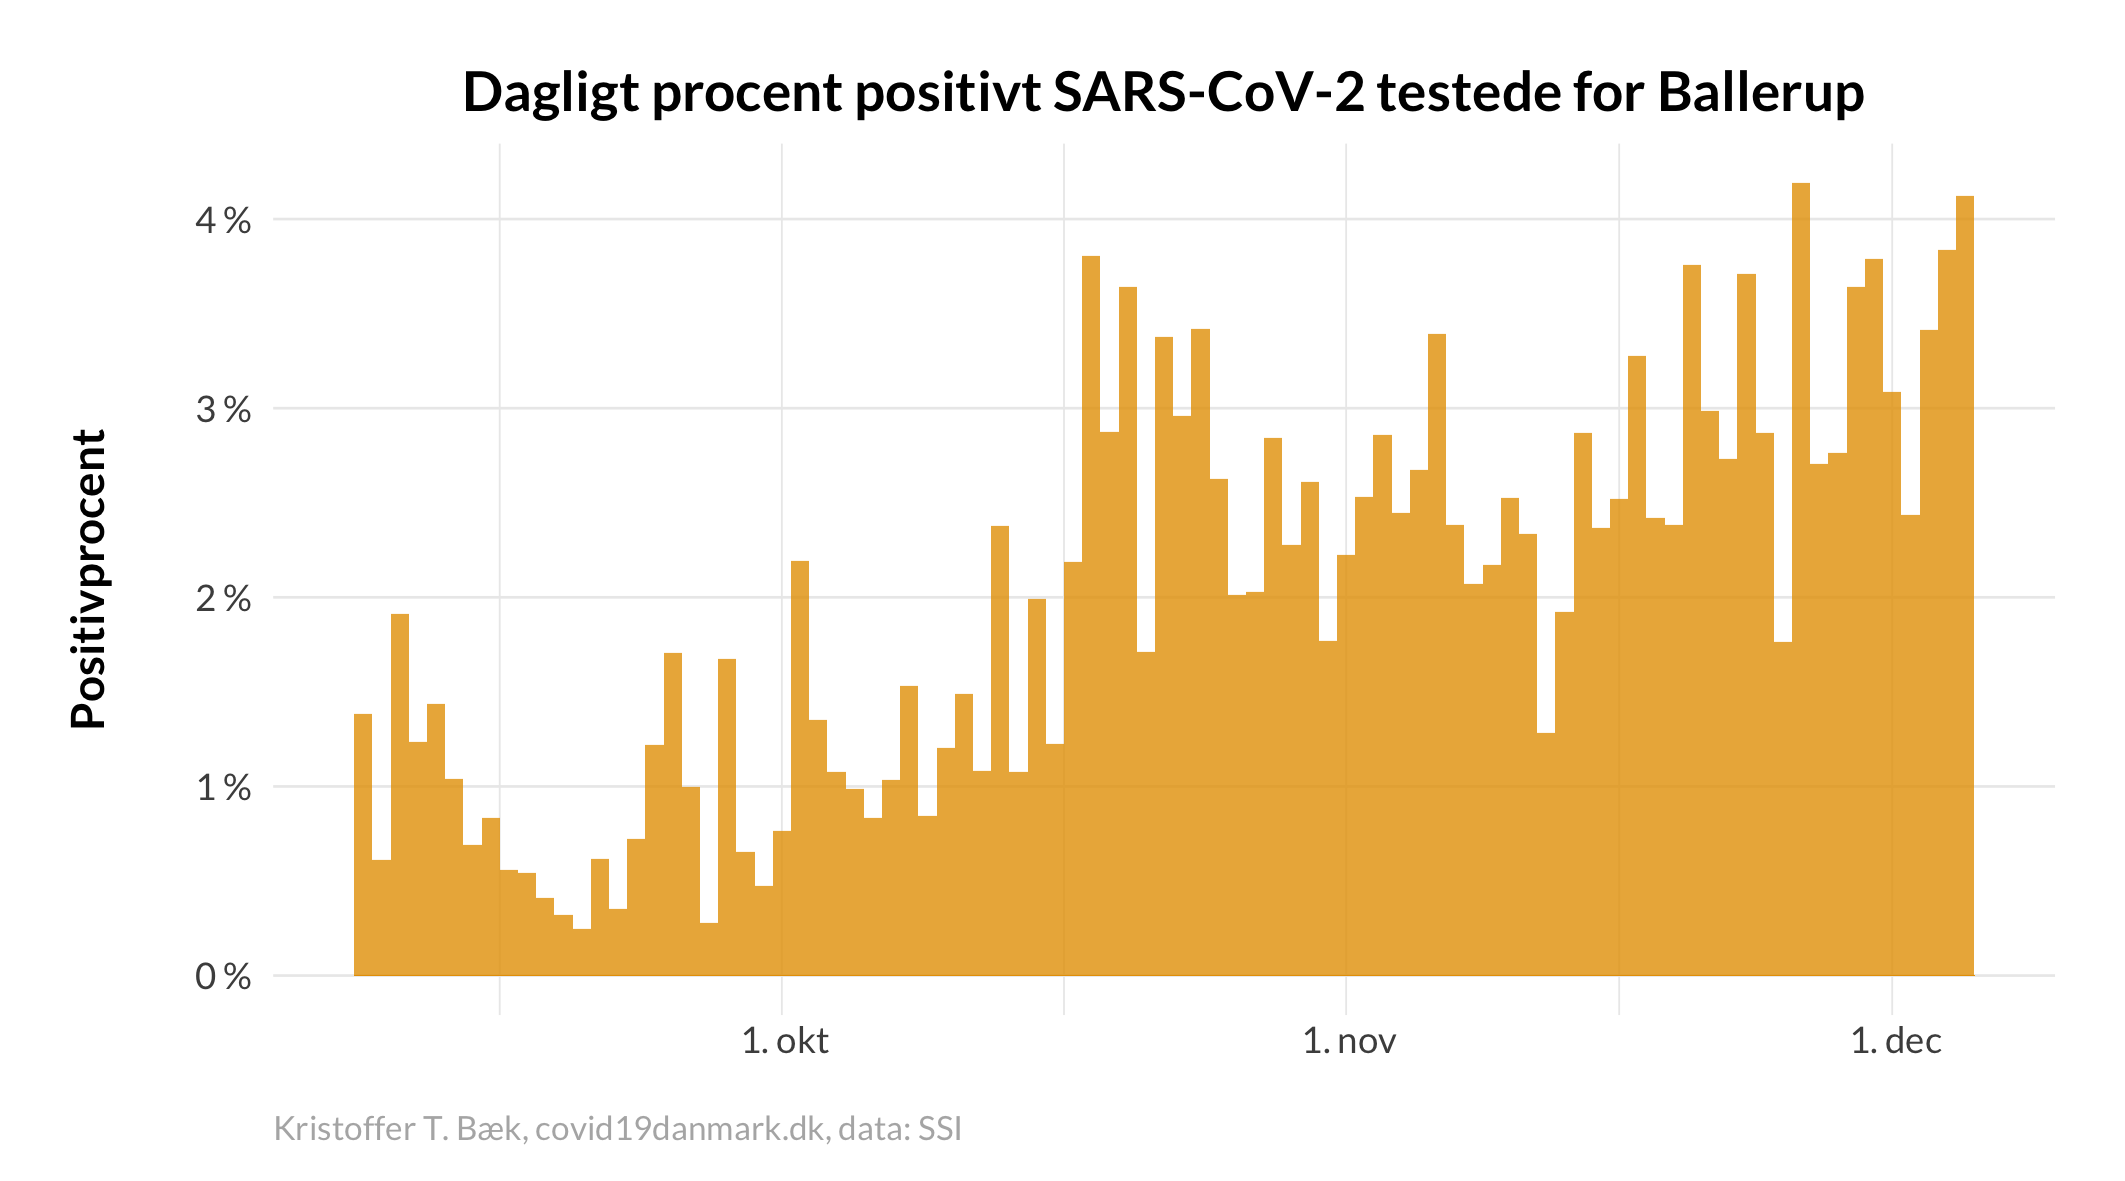 Dagligt procent positivt SARS-CoV-2 testede for Ballerup
Positivprocent
4 %
3 %
2 %
1 %
0 %
1. okt
1. nov
1. dec
Kristoffer T. Bæk, covid19danmark.dk, data: SSI